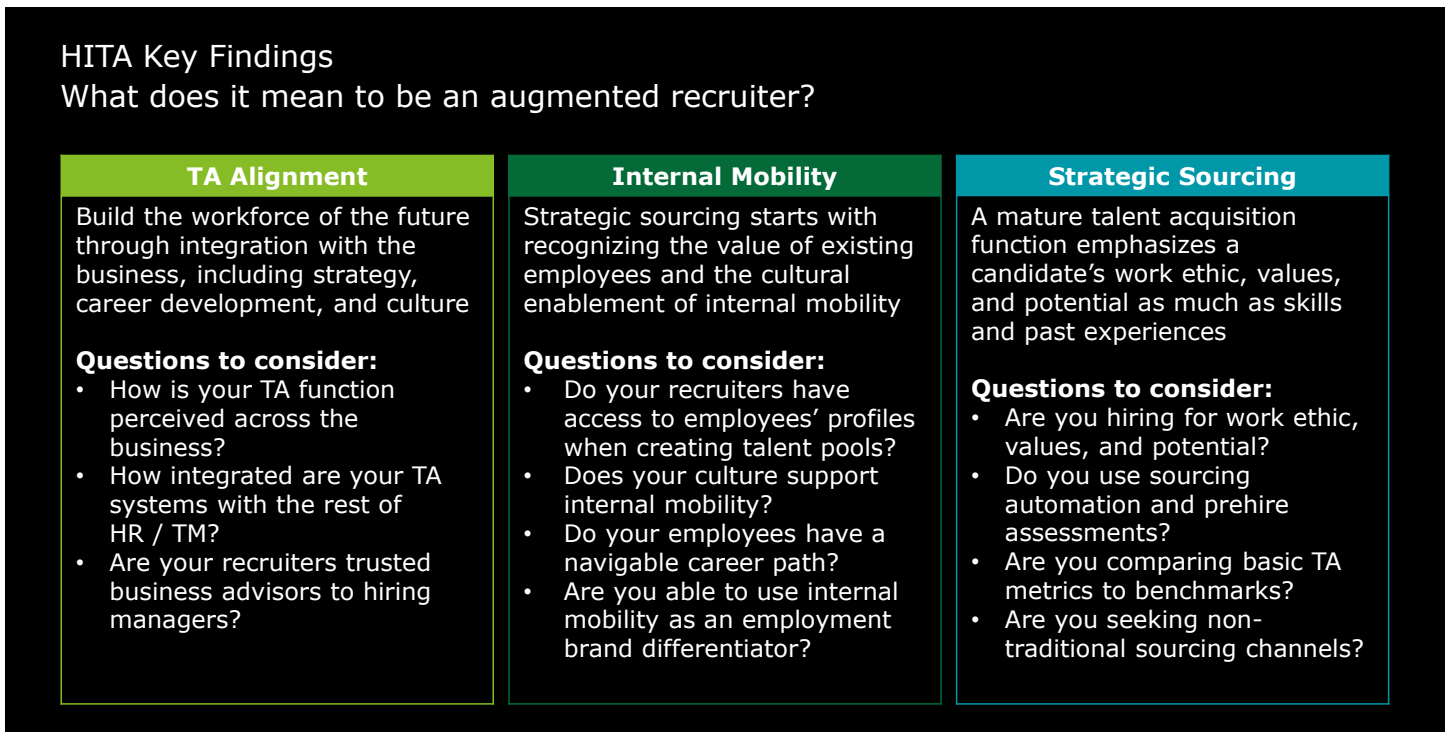 HITA Key Findings
What does it mean to be an augmented recruiter?
TA Alignment
Build the workforce of the future
through integration with the
business, including strategy,
career development, and culture
Questions to consider:
• How is your TA function
perceived across the
business?
• How integrated are your TA
systems with the rest of
HR / TM?
• Are your recruiters trusted
business advisors to hiring
managers?
Internal Mobility
Strategic sourcing starts with
recognizing the value of existing
employees and the cultural
enablement of internal mobility
Questions to consider:
• Do your recruiters have
access to employees’ profiles
when creating talent pools?
• Does your culture support
internal mobility?
• Do your employees have a
navigable career path?
• Are you able to use internal
mobility as an employment
brand differentiator?
Strategic Sourcing
A mature talent acquisition
function emphasizes a
candidate’s work ethic, values,
and potential as much as skills
and past experiences
Questions to consider:
• Are you hiring for work ethic,
values, and potential?
• Do you use sourcing
automation and prehire
assessments?
• Are you comparing basic TA
metrics to benchmarks?
• Are you seeking non-
traditional sourcing channels?